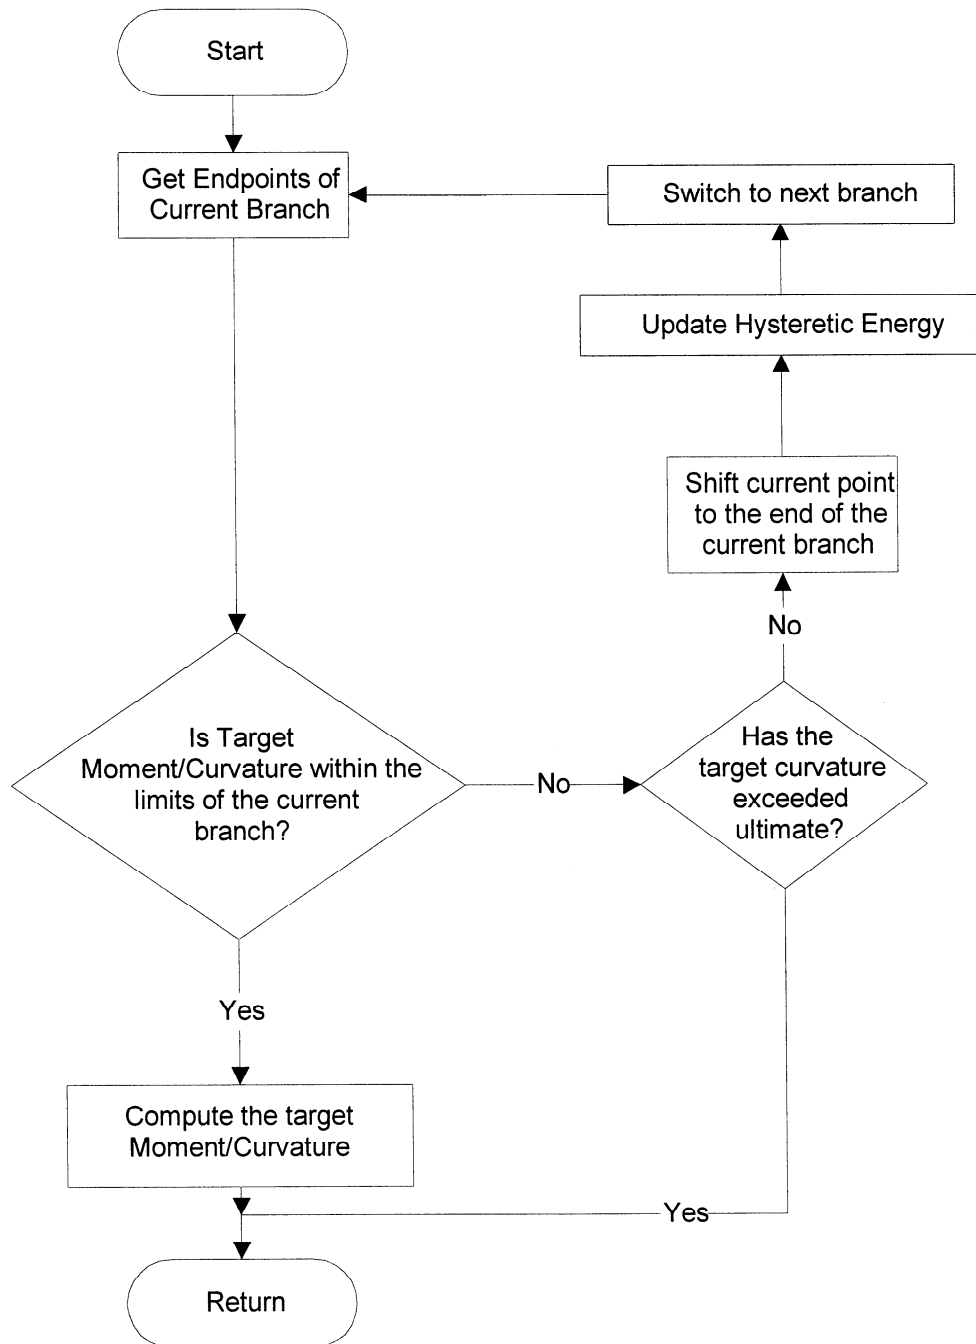 Start
Get Endpoints of
Current Branch
Switch to next branch
Update Hysteretic Energy
Shift current point
to the end of the
current branch
No
Is Target
Moment/Curvature within the
limits of the current
branch?
No
Has the
target curvature
exceeded
ultimate?
Yes
Compute the target
Moment/Curvature
Yes
Return